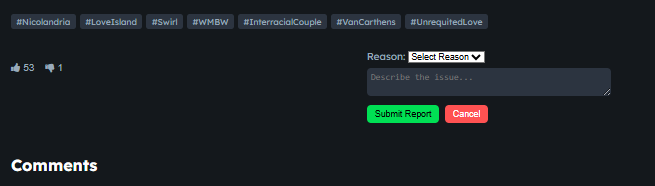 #Nicolandria #LoveIsland #Swirl #WMBW #InterracialCouple #VanCarthens #UnrequitedLove
Reason: Select Reason
53 1
Describe the issue...
Submit Report Cancel
Comments